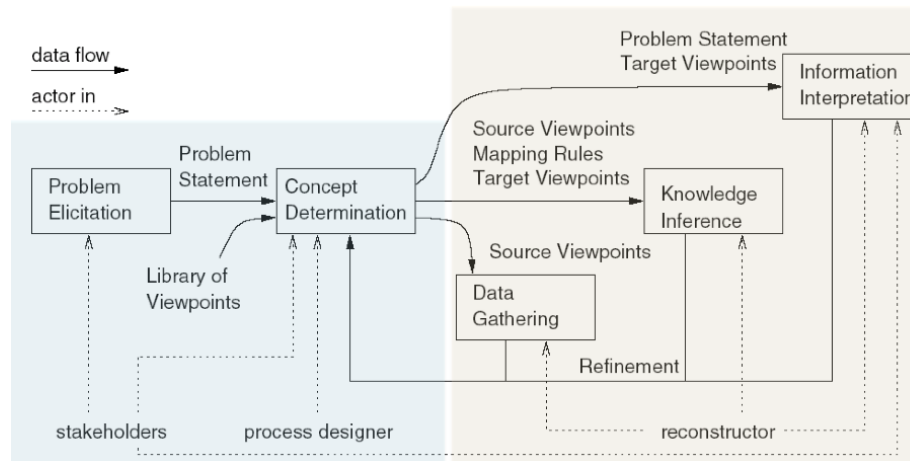 data flow
actor in
Problem Statement
Target Viewpoints
Information
Interpretation
Problem
Statement
Source Viewpoints
Mapping Rules
Target Viewpoints
Problem
Elicitation
Concept
Determination
Knowledge
Inference
Library of
Viewpoints
Source Viewpoints
Data
Gathering
Refinement
stakeholders
process designer
reconstructor